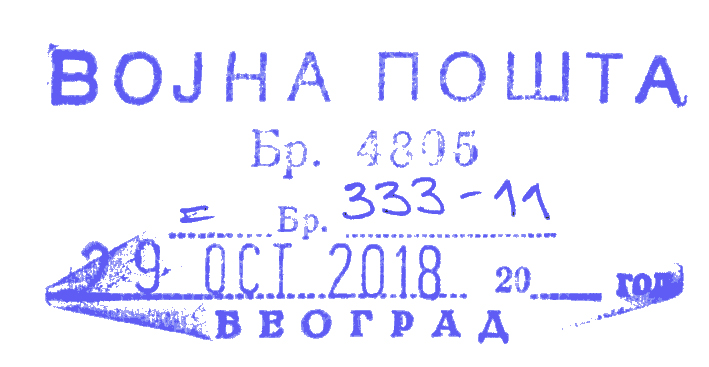 ВОЈНА ПОШТА
Бр. 4805
= Бр. 333-11
29 OCT 2018 20 год
БЕОГРАД